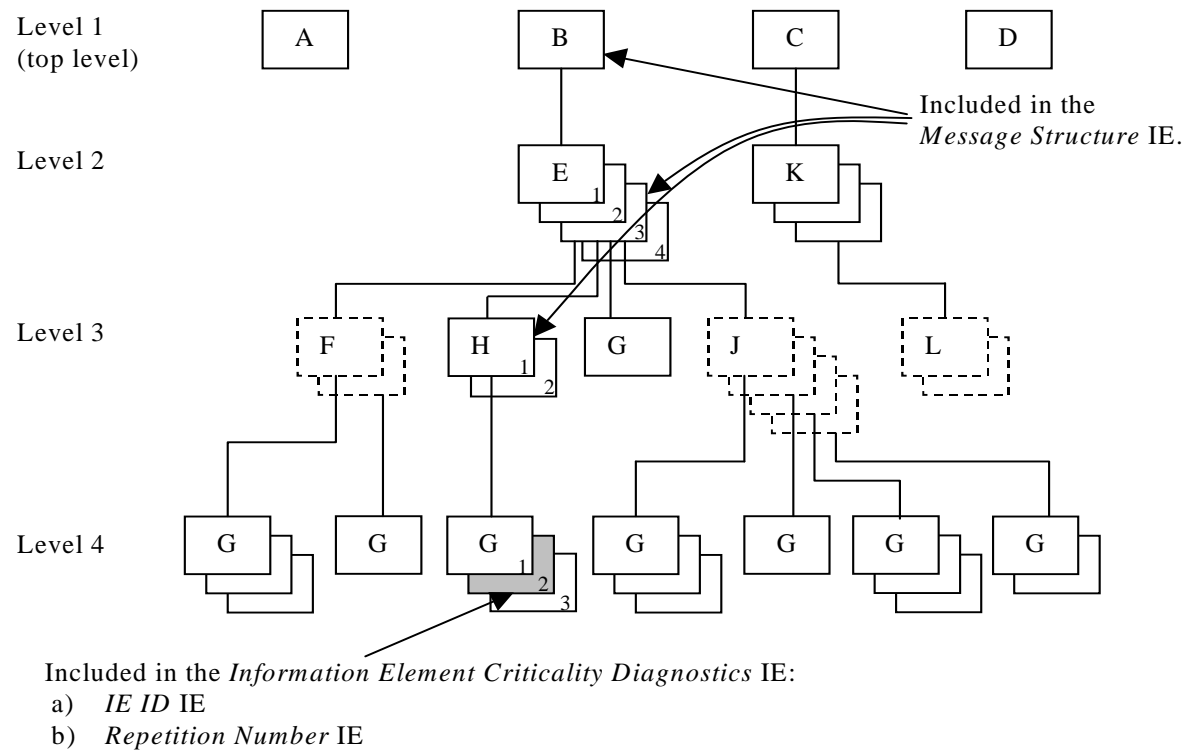 Level 1
(top level)
A
B
C
D
Included in the
Message Structure IE.
Level 2
E
1
2
3
4
K
Level 3
F
H
1
2
G
J
L
Level 4
G
G
G
1
2
3
G
G
G
G
Included in the Information Element Criticality Diagnostics IE:
a) IE ID IE
b) Repetition Number IE